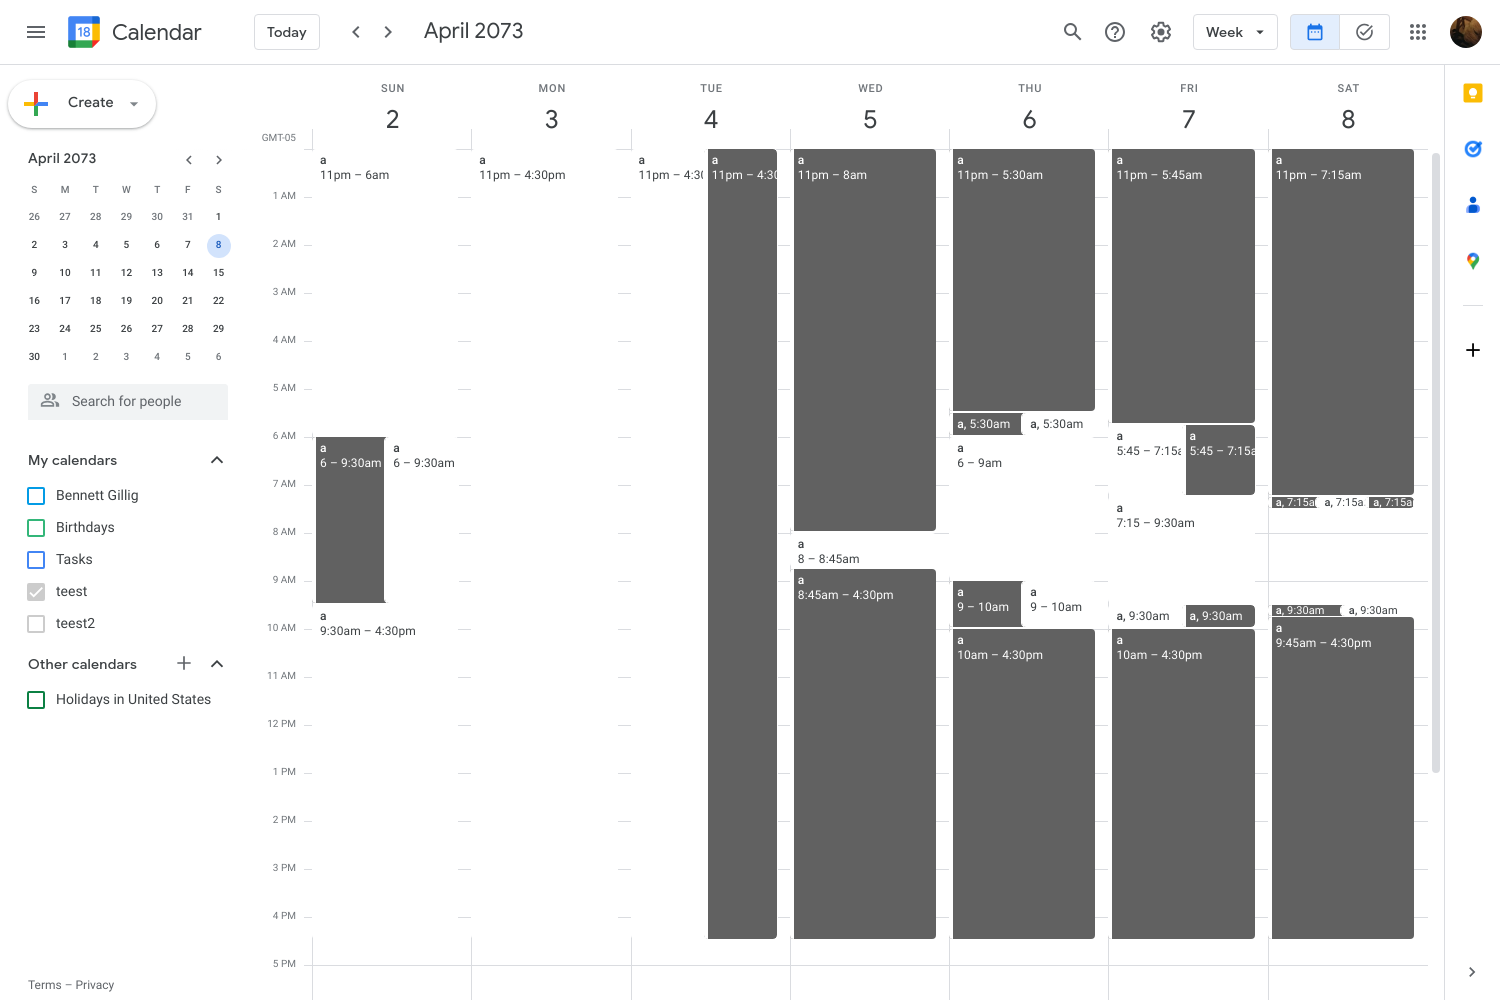 18
Calendar
Today
April 2073
Week
Create
April 2073
S M T W T F S
26 27 28 29 30 31 1
2 3 4 5 6 7 8
9 10 11 12 13 14 15
16 17 18 19 20 21 22
23 24 25 26 27 28 29
30 1 2 3 4 5 6
Search for people
My calendars
Bennett Gillig
Birthdays
Tasks
teest
teest2
Other calendars
Holidays in United States
Terms – Privacy
SUN MON TUE WED THU FRI SAT
2 3 4 5 6 7 8
GMT-05
1 AM
2 AM
3 AM
4 AM
5 AM
6 AM
7 AM
8 AM
9 AM
10 AM
11 AM
12 PM
1 PM
2 PM
3 PM
4 PM
5 PM
a
11pm – 6am
a
6 – 9:30am
a
6 – 9:30am
a
9:30am – 4:30pm
a
11pm – 4:30pm
a
11pm – 4:30
a
11pm – 4:30
a
11pm – 8am
a
8 – 8:45am
a
8:45am – 4:30pm
a
11pm – 5:30am
a, 5:30am
a, 5:30am
a
6 – 9am
a
9 – 10am
a
9 – 10am
a
10am – 4:30pm
a
11pm – 5:45am
a
5:45 – 7:15a
a
5:45 – 7:15a
a
7:15 – 9:30am
a, 9:30am
a, 9:30am
a
10am – 4:30pm
a
11pm – 7:15am
a, 7:15a
a, 7:15a
a, 7:15a
a, 9:30am
a, 9:30am
a
9:45am – 4:30pm